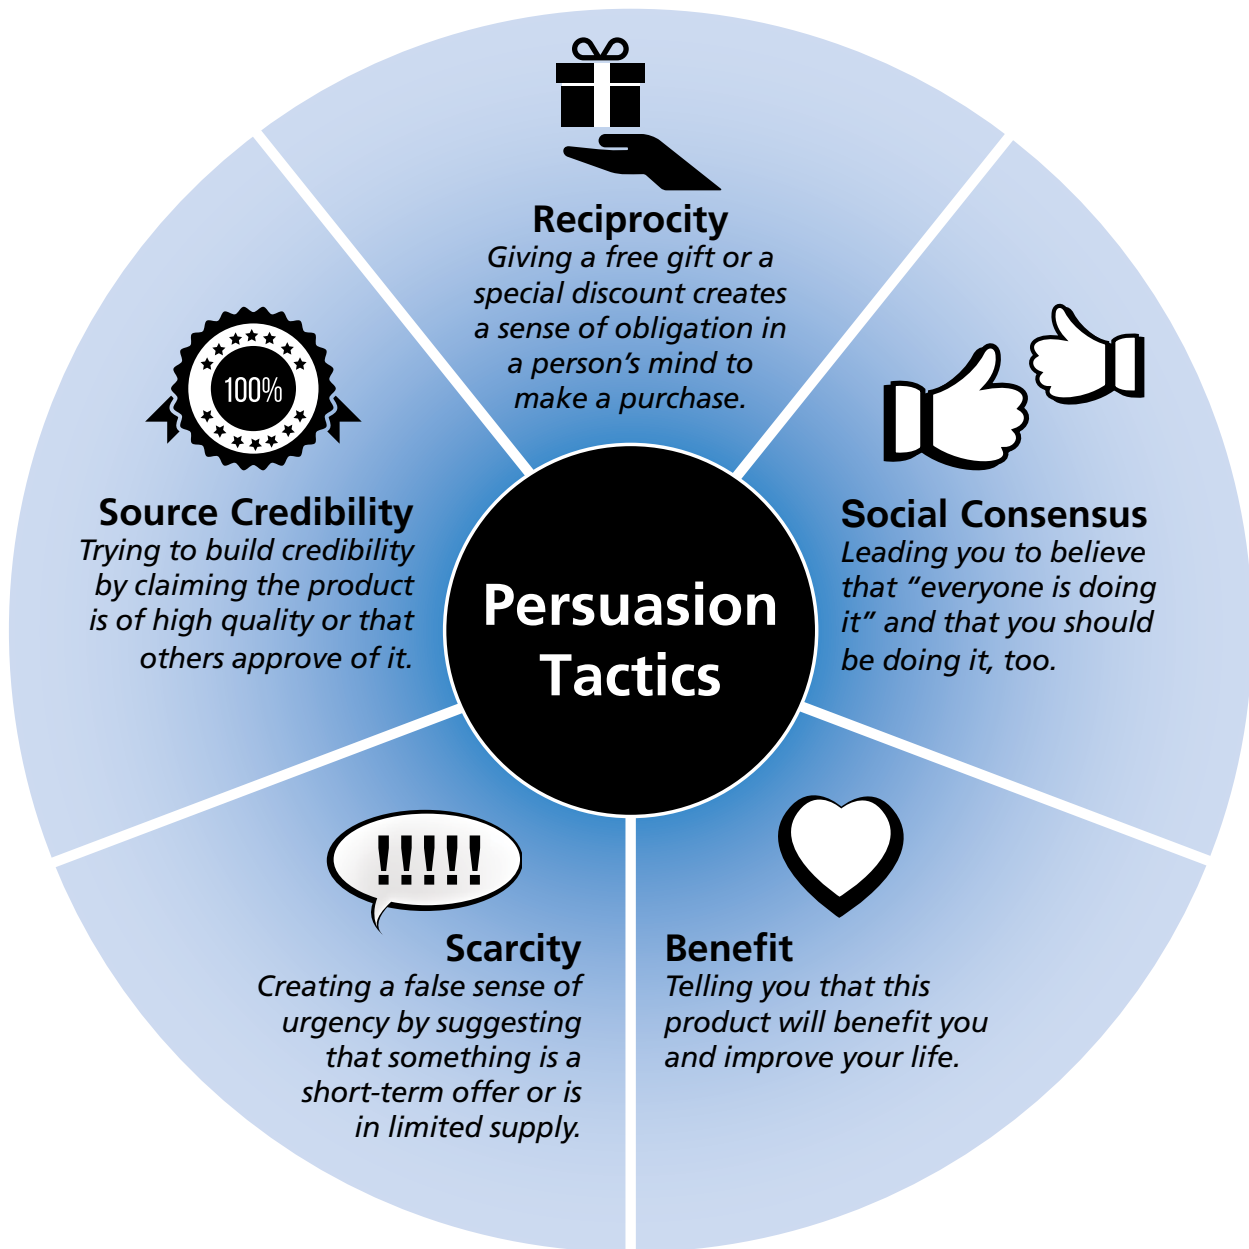 Reciprocity
Giving a free gift or a
special discount creates
a sense of obligation in
a person’s mind to
make a purchase.
100%
Source Credibility
Trying to build credibility
by claiming the product
is of high quality or that
others approve of it.
Persuasion
Tactics
Social Consensus
Leading you to believe
that “everyone is doing
it” and that you should
be doing it, too.
!!!!!
Scarcity
Creating a false sense of
urgency by suggesting
that something is a
short-term offer or is
in limited supply.
Benefit
Telling you that this
product will benefit you
and improve your life.